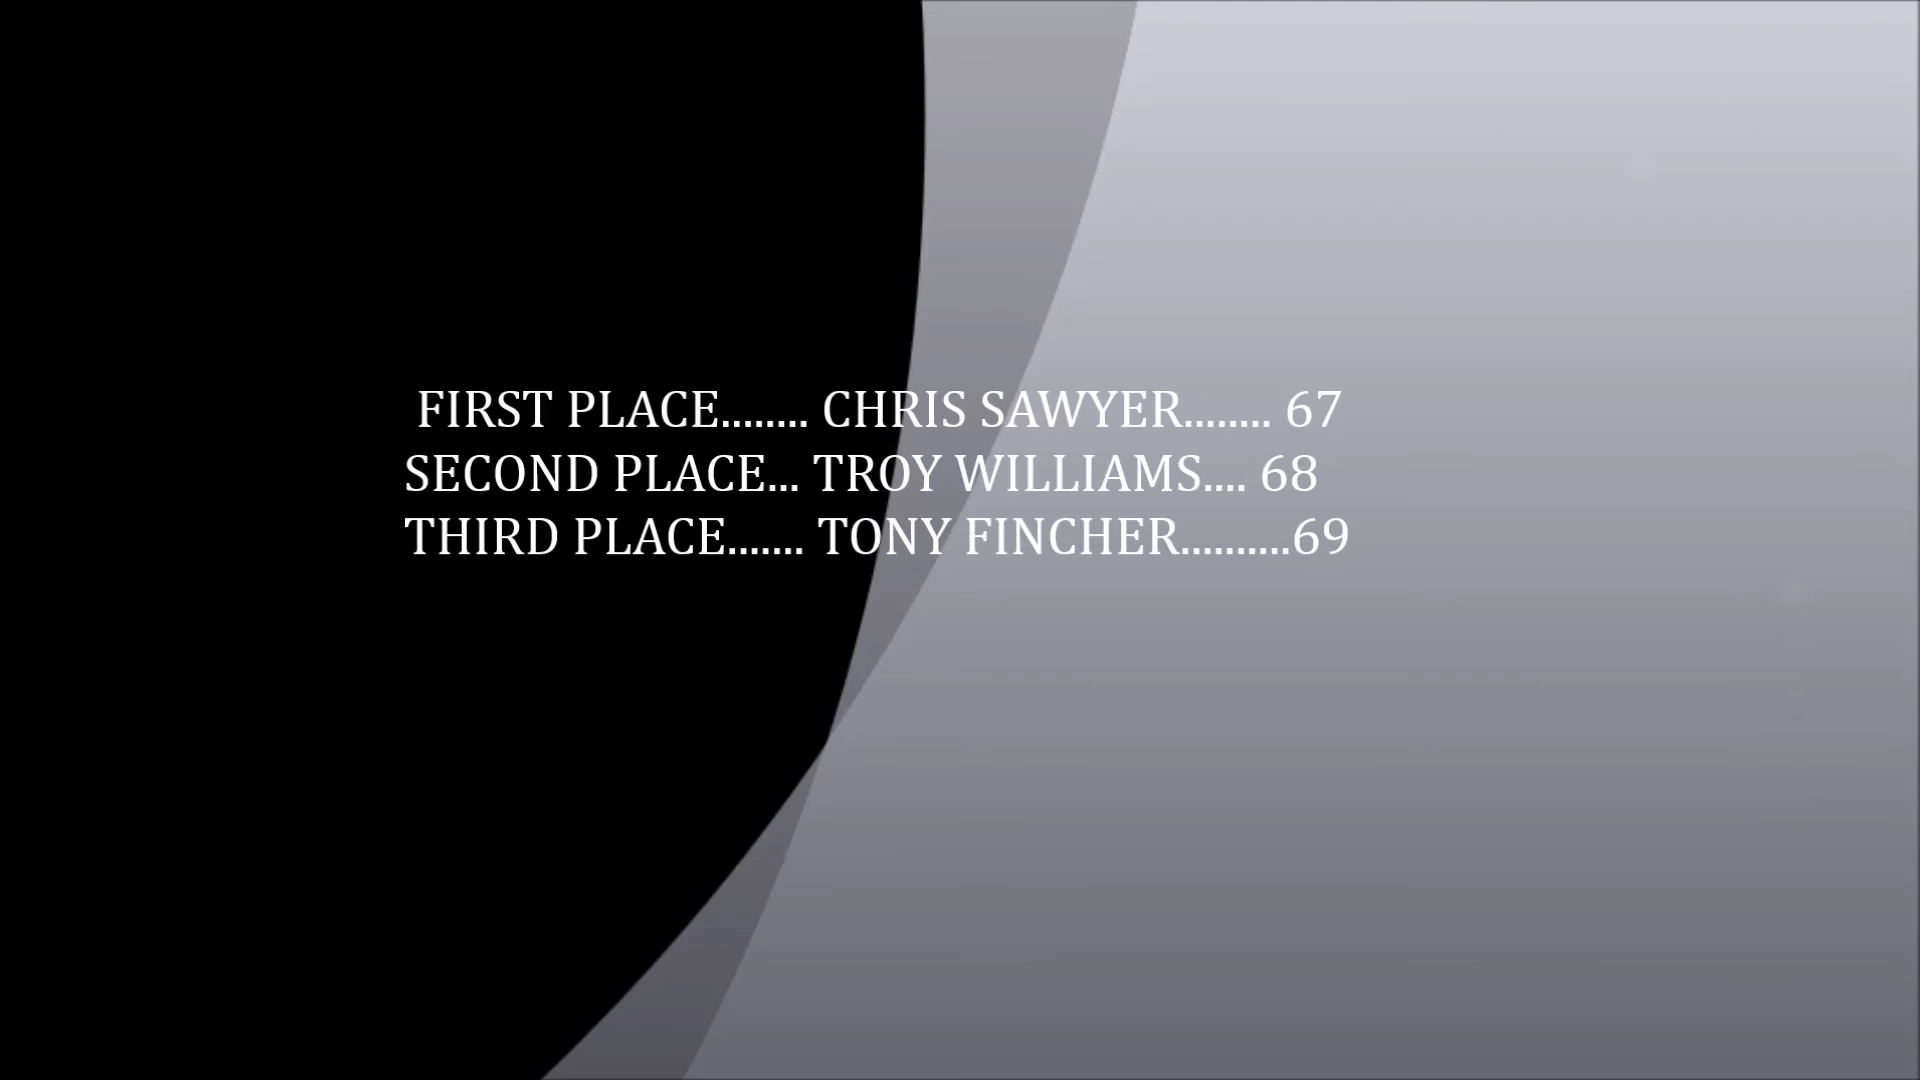 FIRST PLACE........ CHRIS SAWYER........ 67
SECOND PLACE... TROY WILLIAMS.... 68
THIRD PLACE....... TONY FINCHER..........69